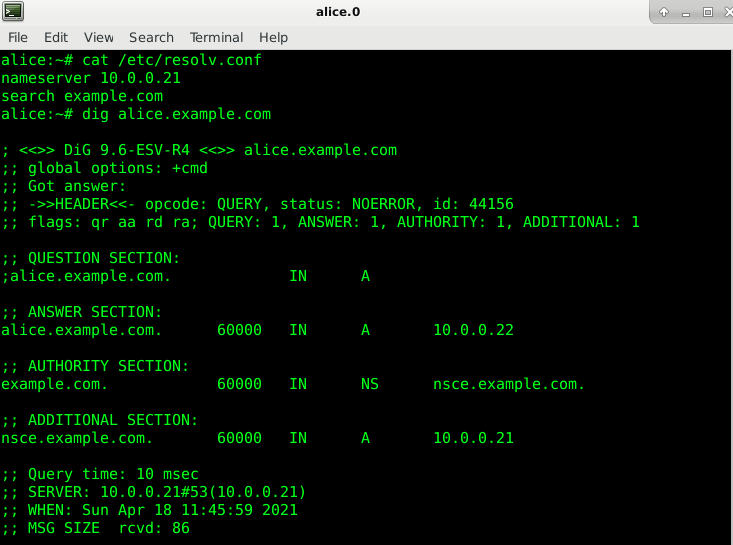 alice.0
File Edit View Search Terminal Help
alice:~# cat /etc/resolv.conf
nameserver 10.0.0.21
search example.com
alice:~# dig alice.example.com
; <<>> DiG 9.6-ESV-R4 <<>> alice.example.com
;; global options: +cmd
;; Got answer:
;; ->>HEADER<<- opcode: QUERY, status: NOERROR, id: 44156
;; flags: qr aa rd ra; QUERY: 1, ANSWER: 1, AUTHORITY: 1, ADDITIONAL: 1
;; QUESTION SECTION:
;alice.example.com. IN A
;; ANSWER SECTION:
alice.example.com. 60000 IN A 10.0.0.22
;; AUTHORITY SECTION:
example.com. 60000 IN NS nsce.example.com.
;; ADDITIONAL SECTION:
nsce.example.com. 60000 IN A 10.0.0.21
;; Query time: 10 msec
;; SERVER: 10.0.0.21#53(10.0.0.21)
;; WHEN: Sun Apr 18 11:45:59 2021
;; MSG SIZE  rcvd: 86